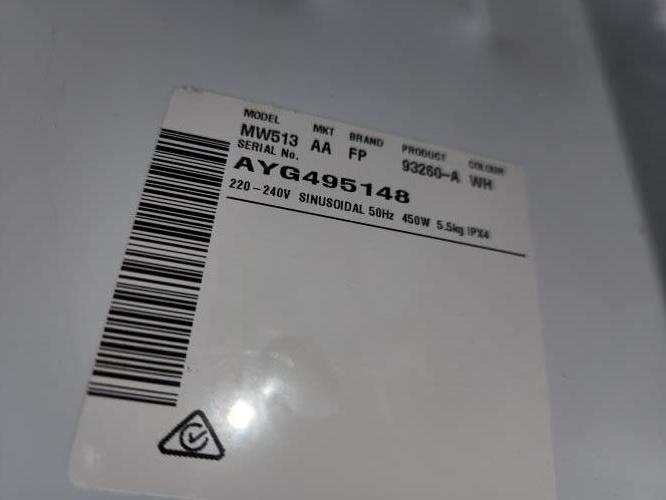 MODEL MKT BRAND PRODUCT COLOUR
MW513 AA FP 93260-A WH
SERIAL No.
AYG495148
220-240V SINUSOIDAL 50Hz 450W 5.5kg IPX4